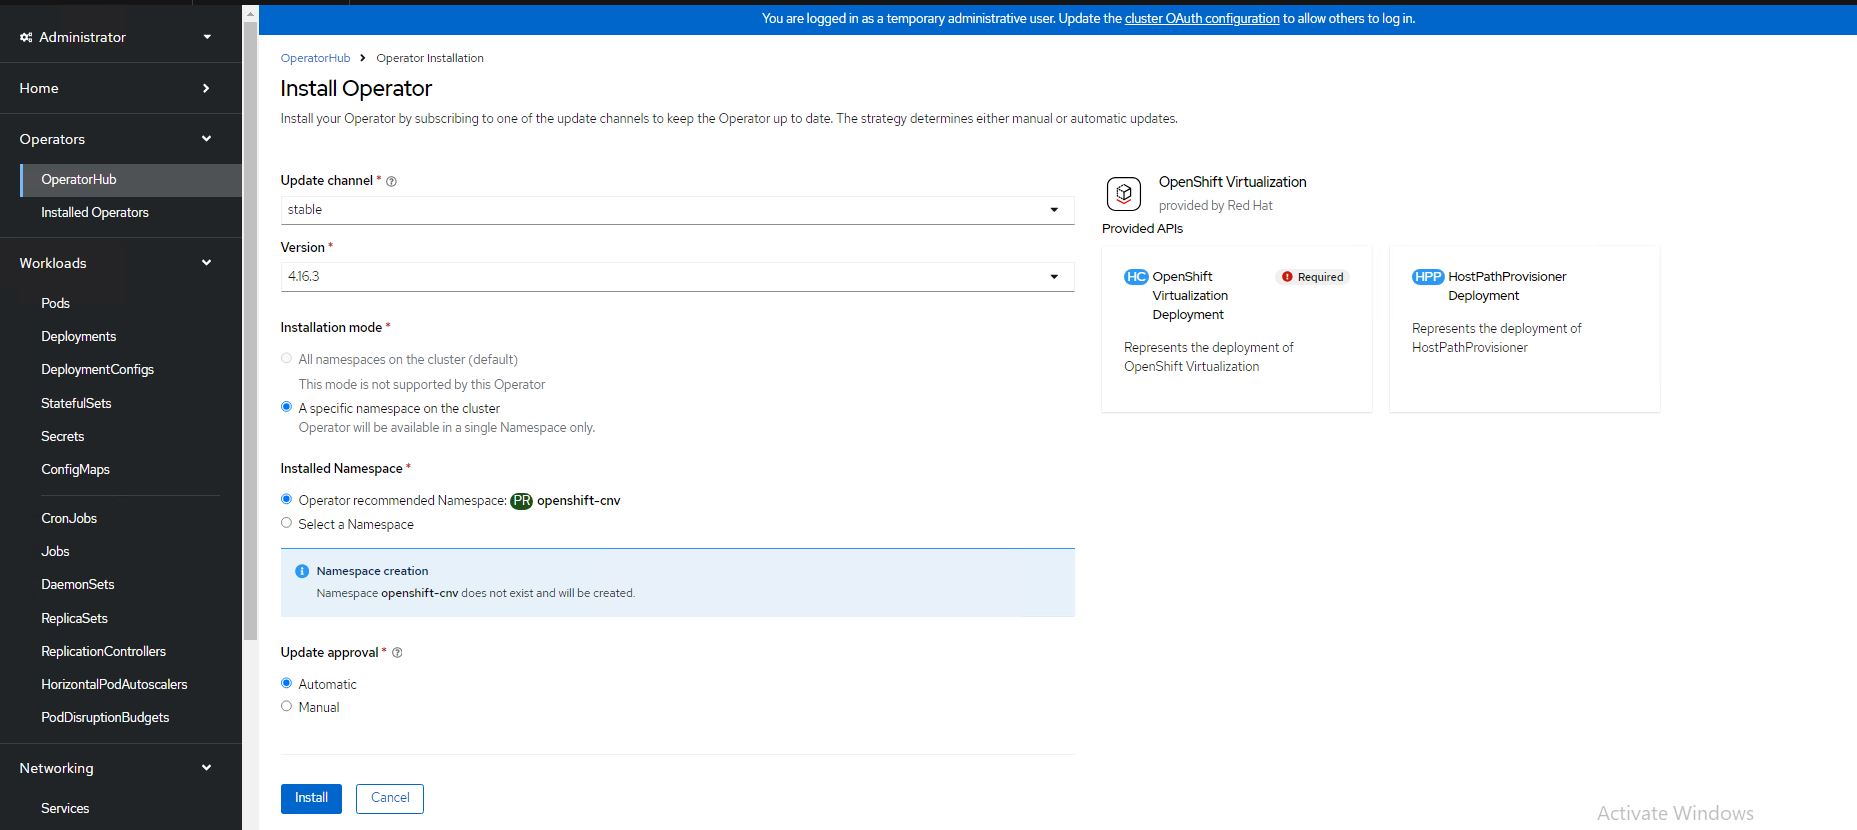 You are logged in as a temporary administrative user. Update the cluster OAuth configuration to allow others to log in.
Administrator
Home
Operators
OperatorHub
Installed Operators
Workloads
Pods
Deployments
DeploymentConfigs
StatefulSets
Secrets
ConfigMaps
CronJobs
Jobs
DaemonSets
ReplicaSets
ReplicationControllers
HorizontalPodAutoscalers
PodDisruptionBudgets
Networking
Services
OperatorHub > Operator Installation
Install Operator
Install your Operator by subscribing to one of the update channels to keep the Operator up to date. The strategy determines either manual or automatic updates.
Update channel *
stable
Version *
4.16.3
Installation mode *
All namespaces on the cluster (default)
This mode is not supported by this Operator
A specific namespace on the cluster
Operator will be available in a single Namespace only.
Installed Namespace *
Operator recommended Namespace: PR openshift-cnv
Select a Namespace
Namespace creation
Namespace openshift-cnv does not exist and will be created.
Update approval *
Automatic
Manual
Install Cancel
OpenShift Virtualization
provided by Red Hat
Provided APIs
HC OpenShift
Virtualization
Deployment
Required
Represents the deployment of
OpenShift Virtualization
HPP HostPathProvisioner
Deployment
Represents the deployment of
HostPathProvisioner
Activate Windows